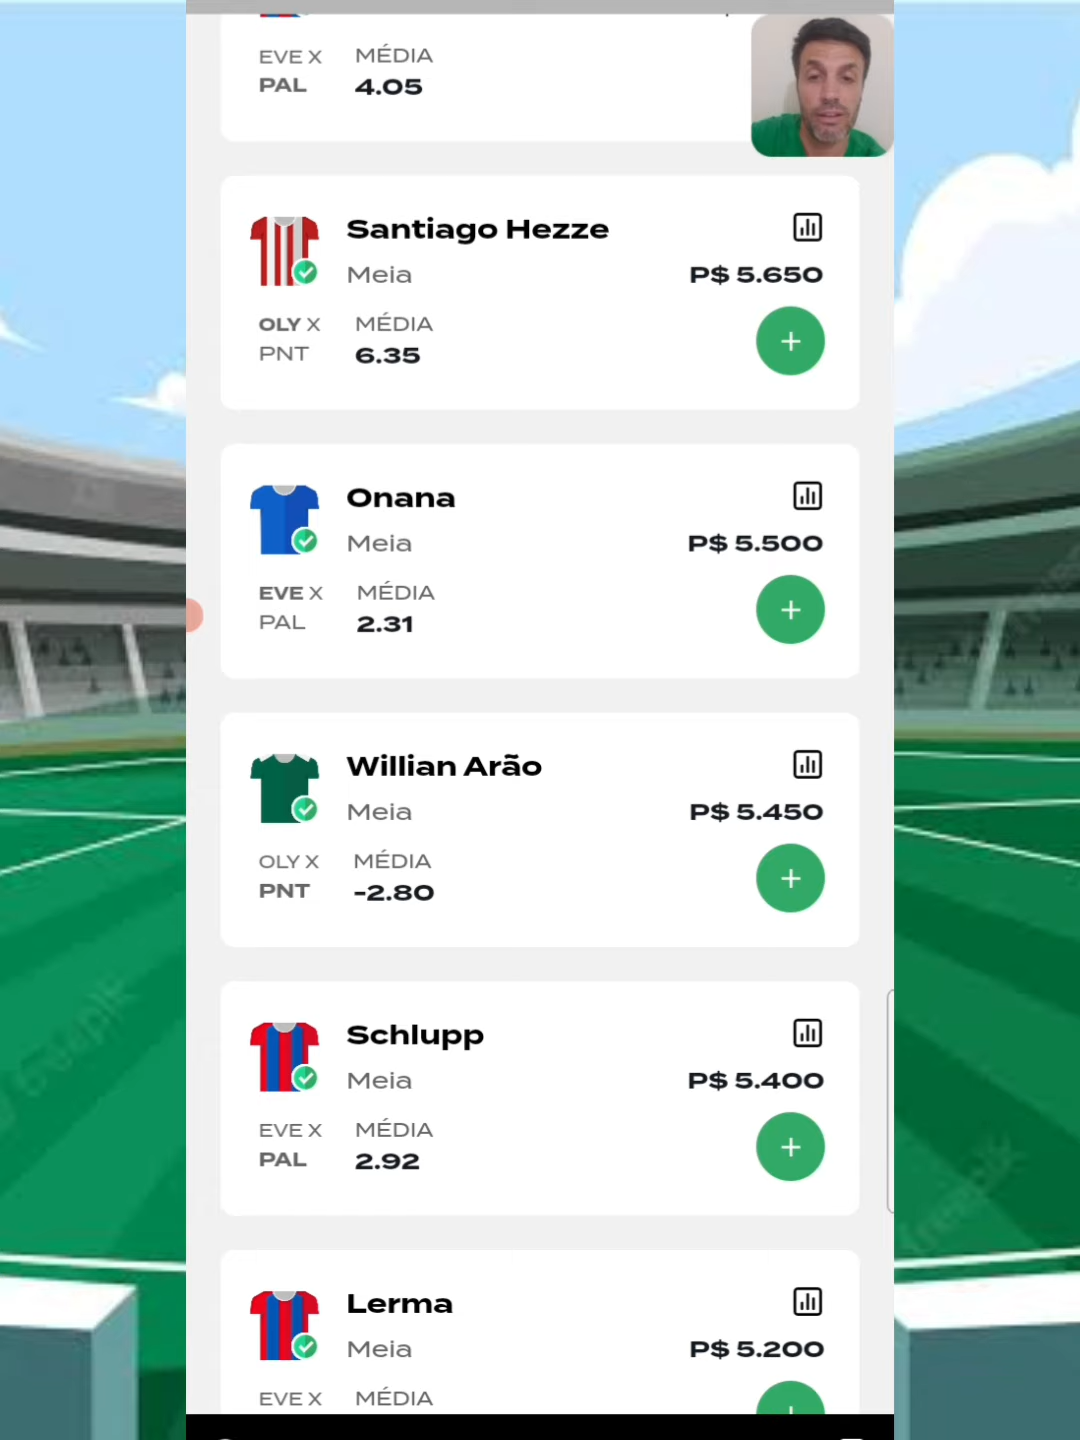 EVE X MÉDIA
PAL 4.05
Santiago Hezze
Meia P$ 5.650
OLY X MÉDIA
PNT 6.35
+
Onana
Meia P$ 5.500
EVE X MÉDIA
PAL 2.31
+
Willian Arão
Meia P$ 5.450
OLY X MÉDIA
PNT -2.80
+
Schlupp
Meia P$ 5.400
EVE X MÉDIA
PAL 2.92
+
Lerma
Meia P$ 5.200
EVE X MÉDIA
freepik